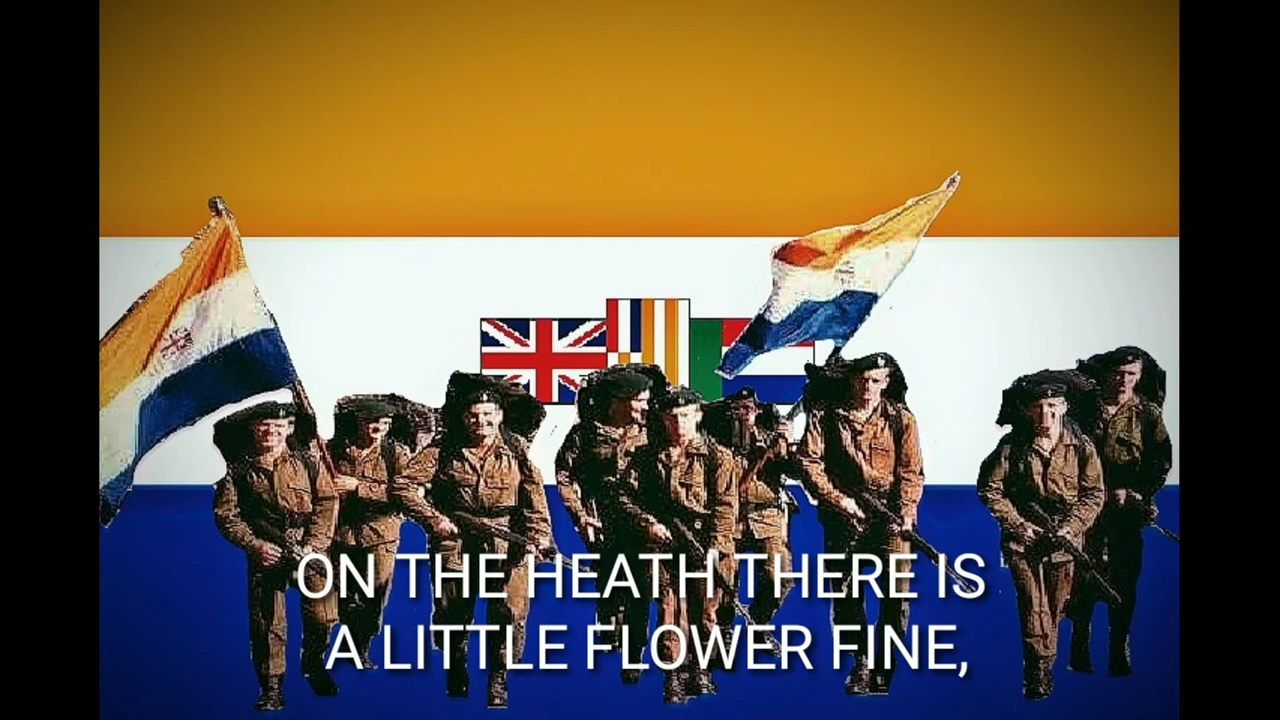 ON THE HEATH THERE IS
A LITTLE FLOWER FINE,